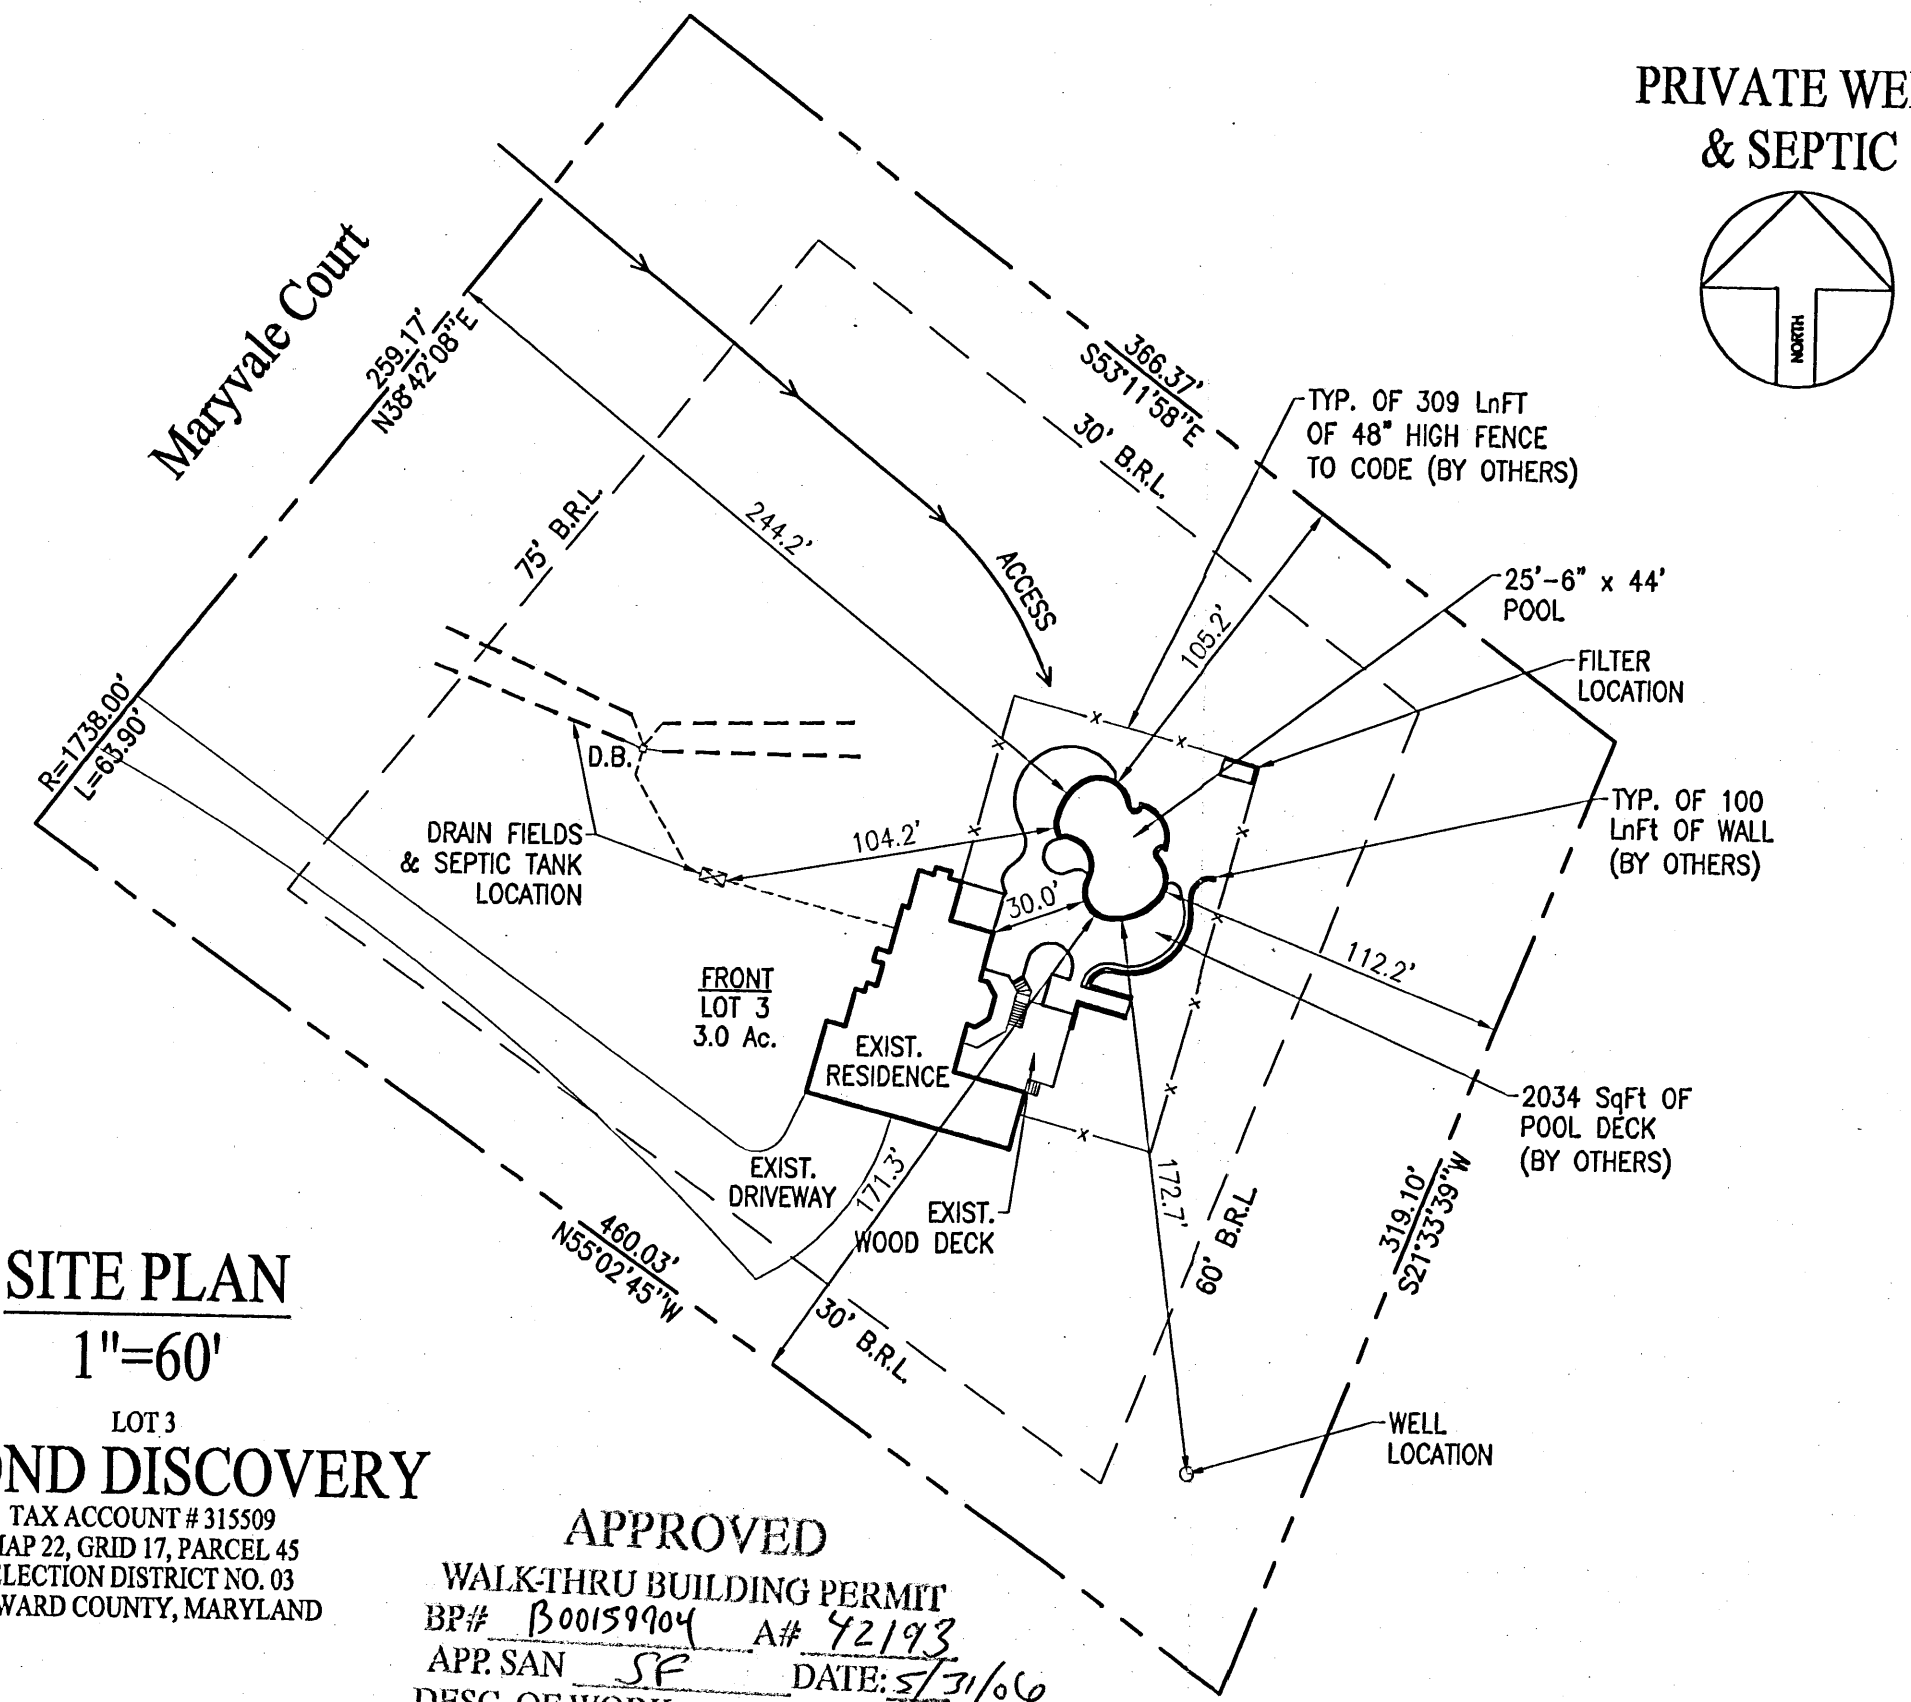 PRIVATE WE
& SEPTIC
NORTH
Maryvale Court
259.17'
N38°42'08"E
366.37'
S53°11'58"E
30' B.R.L.
75' B.R.L.
244.2'
ACCESS
105.2'
TYP. OF 309 LnFT
OF 48" HIGH FENCE
TO CODE (BY OTHERS)
25'-6" x 44'
POOL
FILTER
LOCATION
TYP. OF 100
LnFt OF WALL
(BY OTHERS)
R=1738.00'
L=63.90'
D.B.
DRAIN FIELDS
& SEPTIC TANK
LOCATION
104.2'
30.0'
112.2'
FRONT
LOT 3
3.0 Ac.
EXIST.
RESIDENCE
2034 SqFt OF
POOL DECK
(BY OTHERS)
EXIST.
DRIVEWAY
171.3'
EXIST.
WOOD DECK
172.7'
60' B.R.L.
319.10'
S21°33'39"W
460.03'
N55°02'45"W
30' B.R.L.
WELL
LOCATION
SITE PLAN
1"=60'
LOT 3
ND DISCOVERY
TAX ACCOUNT # 315509
MAP 22, GRID 17, PARCEL 45
ELECTION DISTRICT NO. 03
WARD COUNTY, MARYLAND
APPROVED
WALK-THRU BUILDING PERMIT
BP# B00159904 A# 42193
APP. SAN SF DATE: 5/31/06
DESC. OF WORK